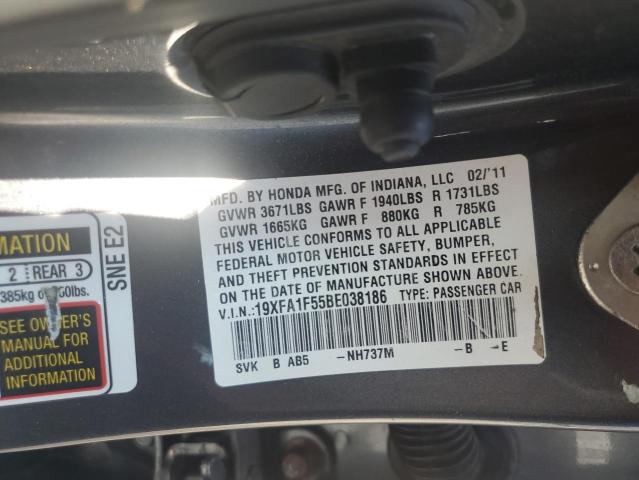 MFD. BY HONDA MFG. OF INDIANA, LLC 02/'11
GVWR 3671LBS GAWR F 1940LBS R 1731LBS
GVWR 1665KG GAWR F 880KG R 785KG
THIS VEHICLE CONFORMS TO ALL APPLICABLE
FEDERAL MOTOR VEHICLE SAFETY, BUMPER,
AND THEFT PREVENTION STANDARDS IN EFFECT
ON THE DATE OF MANUFACTURE SHOWN ABOVE.
V.I.N.:19XFA1F55BE038186 TYPE: PASSENGER CAR
SVK B AB5 -NH737M -B -E
MATION
2 REAR 3
385kg or
SEE OWNER'S
MANUAL FOR
ADDITIONAL
INFORMATION
SNE E2